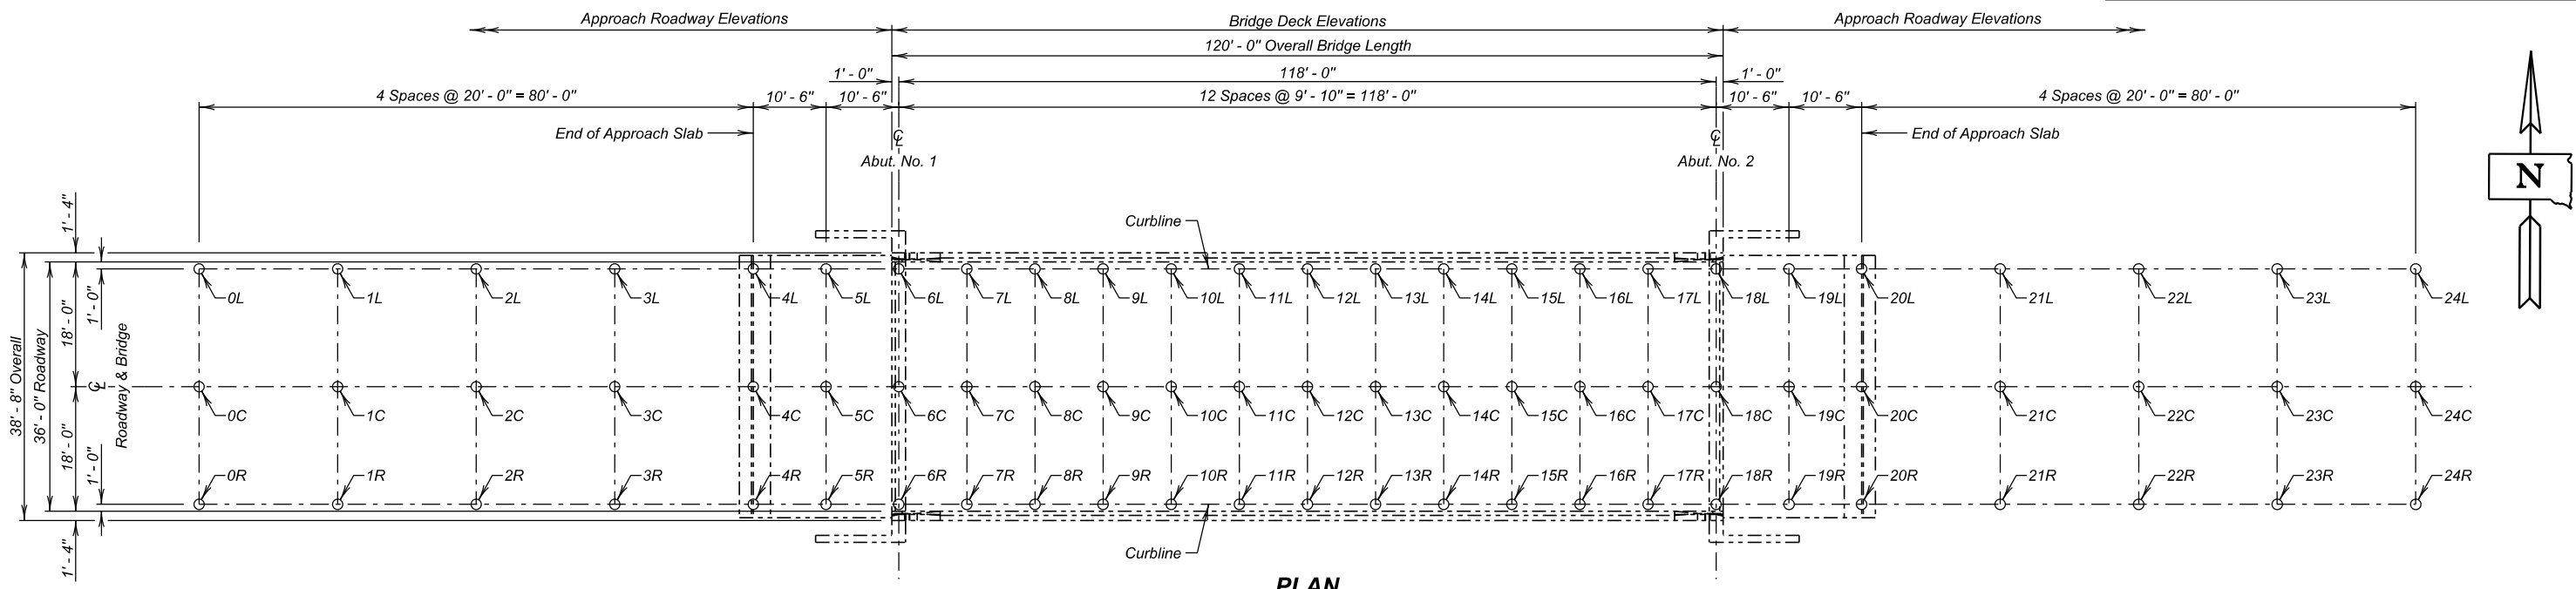 Approach Roadway Elevations
Bridge Deck Elevations
Approach Roadway Elevations
120' - 0" Overall Bridge Length
1' - 0"
118' - 0"
1' - 0"
4 Spaces @ 20' - 0" = 80' - 0"
10' - 6"
10' - 6"
12 Spaces @ 9' - 10" = 118' - 0"
10' - 6"
10' - 6"
4 Spaces @ 20' - 0" = 80' - 0"
End of Approach Slab
℄
Abut. No. 1
℄
Abut. No. 2
End of Approach Slab
N
Curbline
1' - 4"
38' - 8" Overall
36' - 0" Roadway
18' - 0"
18' - 0"
1' - 0"
1' - 0"
℄
Roadway & Bridge
1' - 4"
0L 1L 2L 3L 4L 5L 6L 7L 8L 9L 10L 11L 12L 13L 14L 15L 16L 17L 18L 19L 20L 21L 22L 23L 24L
0C 1C 2C 3C 4C 5C 6C 7C 8C 9C 10C 11C 12C 13C 14C 15C 16C 17C 18C 19C 20C 21C 22C 23C 24C
0R 1R 2R 3R 4R 5R 6R 7R 8R 9R 10R 11R 12R 13R 14R 15R 16R 17R 18R 19R 20R 21R 22R 23R 24R
Curbline
PLAN